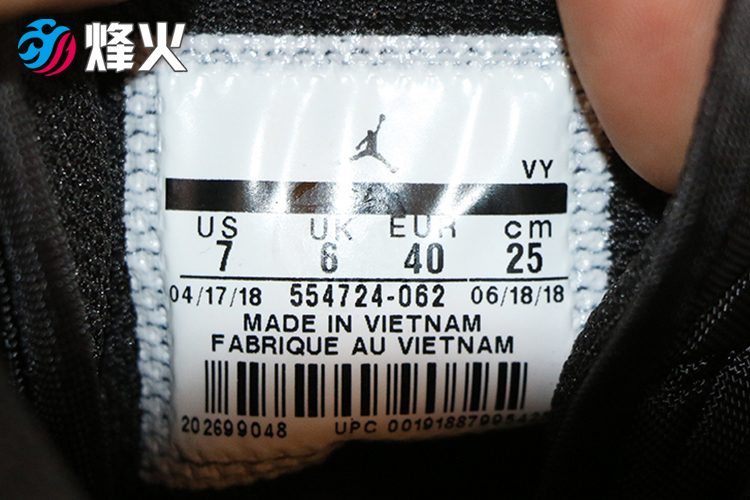 烽火
VY
US UK EUR cm
7 6 40 25
04/17/18 554724-062 06/18/18
MADE IN VIETNAM
FABRIQUE AU VIETNAM
202699048 UPC